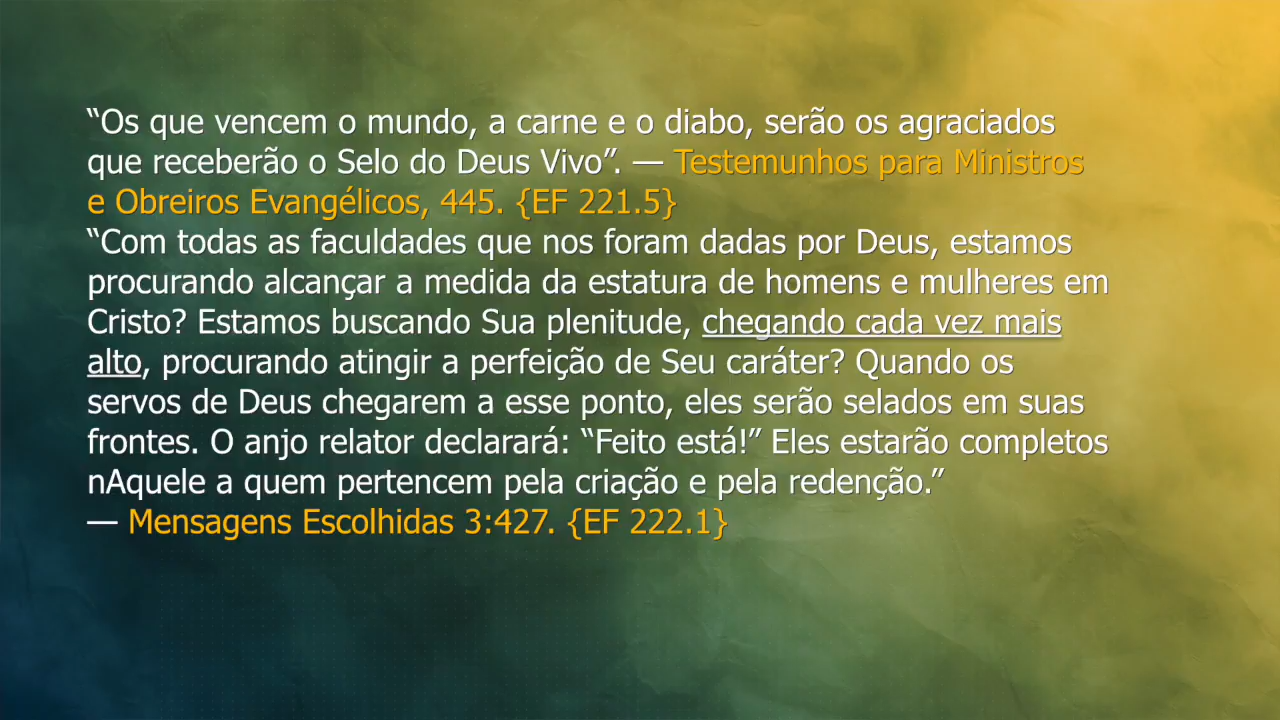 “Os que vencem o mundo, a carne e o diabo, serão os agraciados
que receberão o Selo do Deus Vivo”. — Testemunhos para Ministros
e Obreiros Evangélicos, 445. {EF 221.5}
“Com todas as faculdades que nos foram dadas por Deus, estamos
procurando alcançar a medida da estatura de homens e mulheres em
Cristo? Estamos buscando Sua plenitude, chegando cada vez mais
alto, procurando atingir a perfeição de Seu caráter? Quando os
servos de Deus chegarem a esse ponto, eles serão selados em suas
frontes. O anjo relator declarará: “Feito está!” Eles estarão completos
nAquele a quem pertencem pela criação e pela redenção.”
— Mensagens Escolhidas 3:427. {EF 222.1}